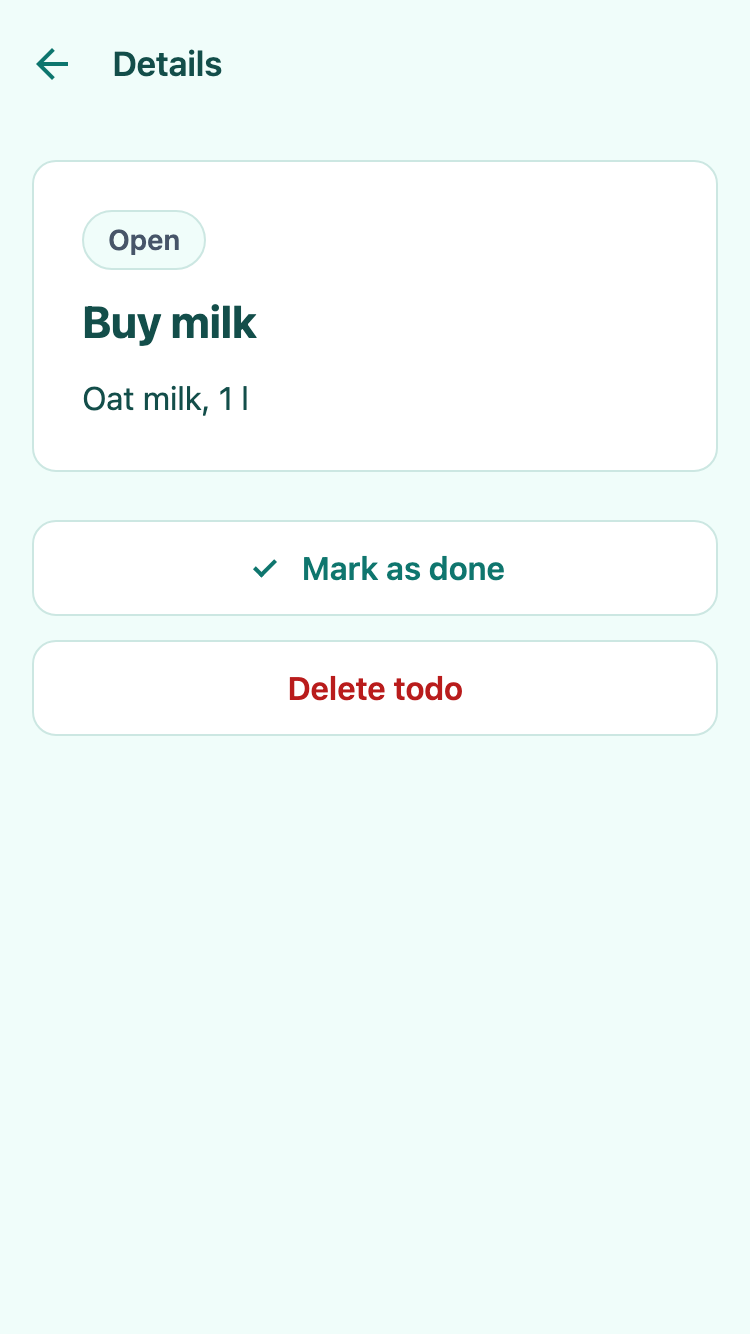 Details
Open
Buy milk
Oat milk, 1 l
Mark as done
Delete todo